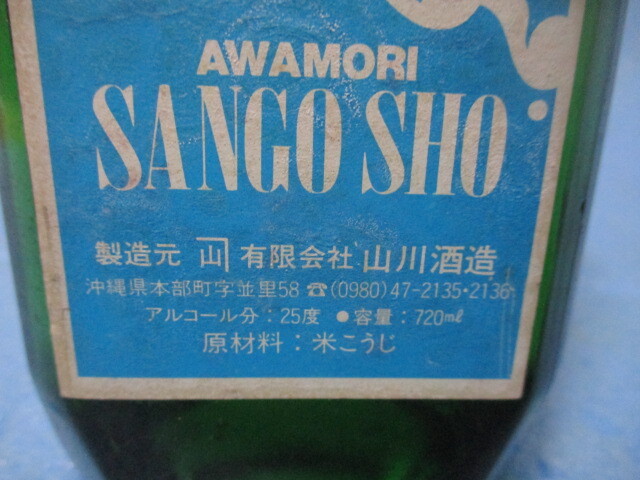 AWAMORI
SANGO SHO
製造元 山 有限会社 山川酒造
沖縄県本部町字並里58 ☎(0980)47-2135・2136
アルコール分：25度 ●容量：720ml
原材料：米こうじ